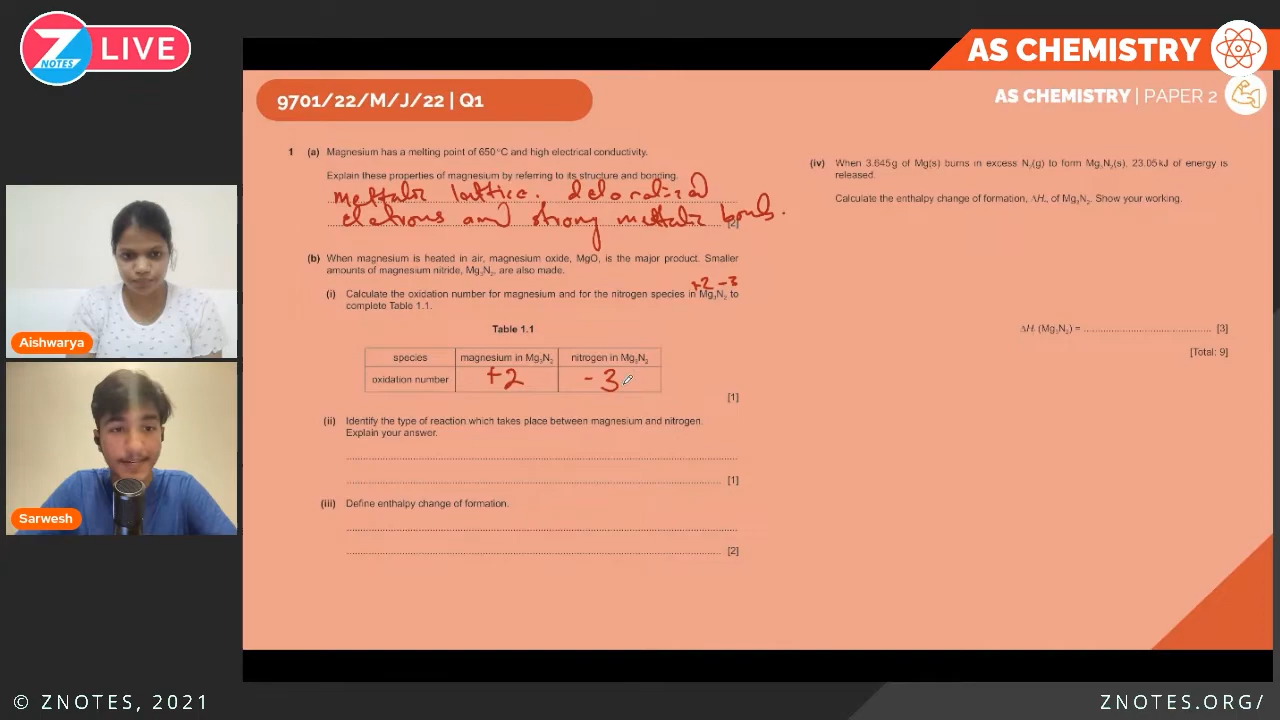 Z NOTES LIVE
AS CHEMISTRY
9701/22/M/J/22 | Q1
AS CHEMISTRY | PAPER 2
1 (a) Magnesium has a melting point of 650 °C and high electrical conductivity.
Explain these properties of magnesium by referring to its structure and bonding.
mettalic lattice. delocalized
eletrons and strong mettalic bonds.
[2]
(b) When magnesium is heated in air, magnesium oxide, MgO, is the major product. Smaller
amounts of magnesium nitride, Mg₃N₂, are also made.
+2 -3
(i) Calculate the oxidation number for magnesium and for the nitrogen species in Mg₃N₂ to
complete Table 1.1.
Table 1.1
species magnesium in Mg₃N₂ nitrogen in Mg₃N₂
oxidation number +2 -3
[1]
(ii) Identify the type of reaction which takes place between magnesium and nitrogen.
Explain your answer.
[1]
(iii) Define enthalpy change of formation.
[2]
(iv) When 3.645 g of Mg(s) burns in excess N₂(g) to form Mg₃N₂(s), 23.05 kJ of energy is
released.
Calculate the enthalpy change of formation, ΔHf, of Mg₃N₂. Show your working.
ΔHf (Mg₃N₂) = ........................................ [3]
[Total: 9]
Aishwarya
Sarwesh
© ZNOTES, 2021
ZNOTES.ORG/